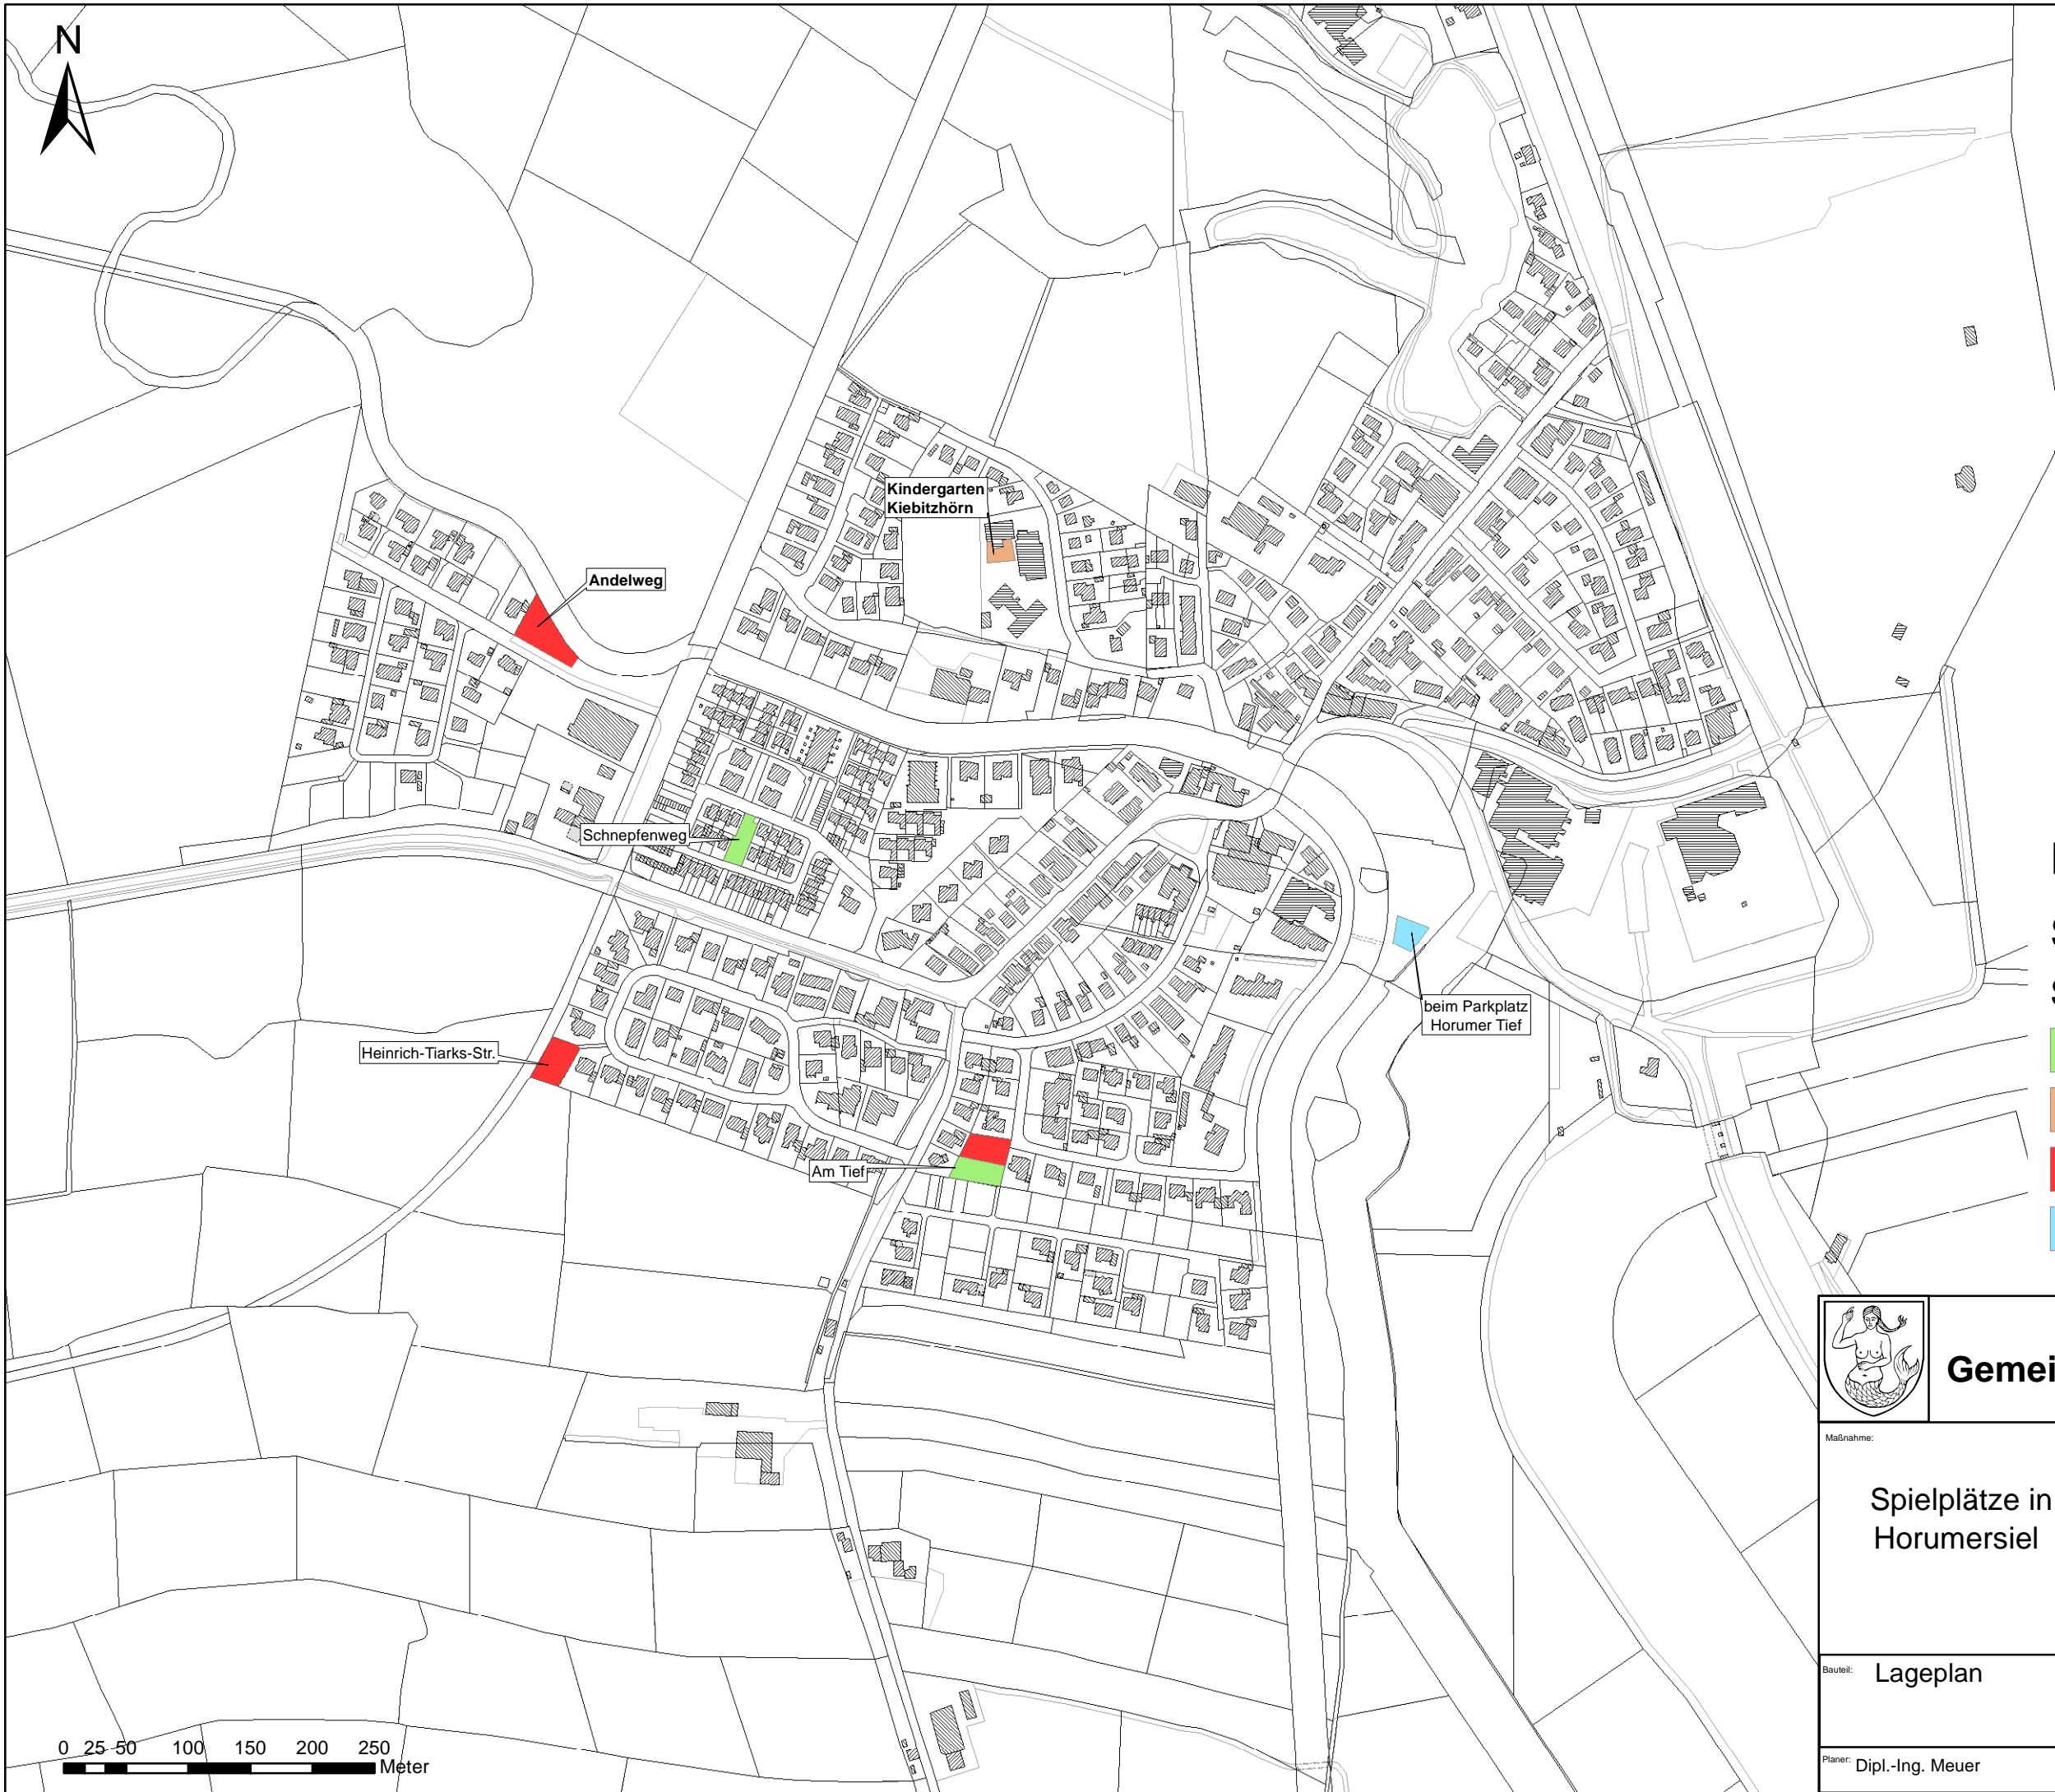 N
Kindergarten
Kiebitzhörn
Andelweg
Schnepfenweg
beim Parkplatz
Horumer Tief
Heinrich-Tiarks-Str.
Am Tief
Gemei
Maßnahme:
Spielplätze in
Horumersiel
Bauteil: Lageplan
Planer: Dipl.-Ing. Meuer
0 25 50 100 150 200 250
Meter